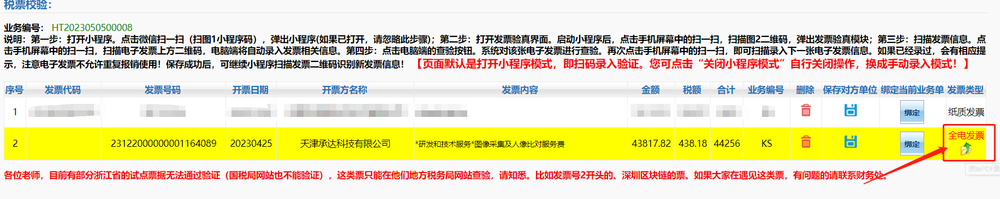 税票校验：
业务编号： HT2023050500008
说明：第一步：打开小程序。点击微信扫一扫（扫图1小程序码），弹出小程序(如果已打开，请忽略此步骤)；第二步：打开发票验真界面。启动小程序后，点击手机屏幕中的扫一扫，扫描图2二维码，弹出发票验真模块；第三步：扫描发票信息。点
击手机屏幕中的扫一扫，扫描电子发票上方二维码，电脑端将自动录入发票相关信息。第四步：点击电脑端的查验按钮。系统对该张电子发票进行查验。再次点击手机屏幕中的扫一扫，即可扫描录入下一张电子发票信息。如果已经录过，会有相应提
示，注意电子发票不允许重复报销使用！保存成功后，可继续小程序扫描发票二维码识别新发票信息！ 【页面默认是打开小程序模式，即扫码录入验证。您可点击“关闭小程序模式”自行关闭操作，换成手动录入模式！】
序号 发票代码 发票号码 开票日期 开票方名称 发票内容 金额 税额 合计 业务编号 删除 保存对方单位 绑定当前业务单 发票类型
1 绑定 纸质发票
2 23122000000001164089 20230425 天津承达科技有限公司 *研发和技术服务*图像采集及人像比对服务费 43817.82 438.18 44256 KS 绑定 全电发票
原始PDF票
各位老师，目前有部分浙江省的试点票据无法通过验证（国税局网站也不能验证），这类票只能在他们地方税务局网站查验，请知悉。比如发票号2开头的、深圳区块链的票。如果大家在遇见这类票，有问题的请联系财务处。